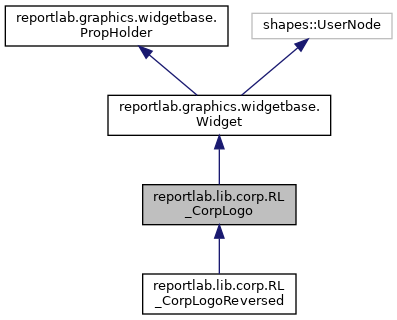 reportlab.graphics.widgetbase.
PropHolder
shapes::UserNode
reportlab.graphics.widgetbase.
Widget
reportlab.lib.corp.RL
_CorpLogo
reportlab.lib.corp.RL
_CorpLogoReversed